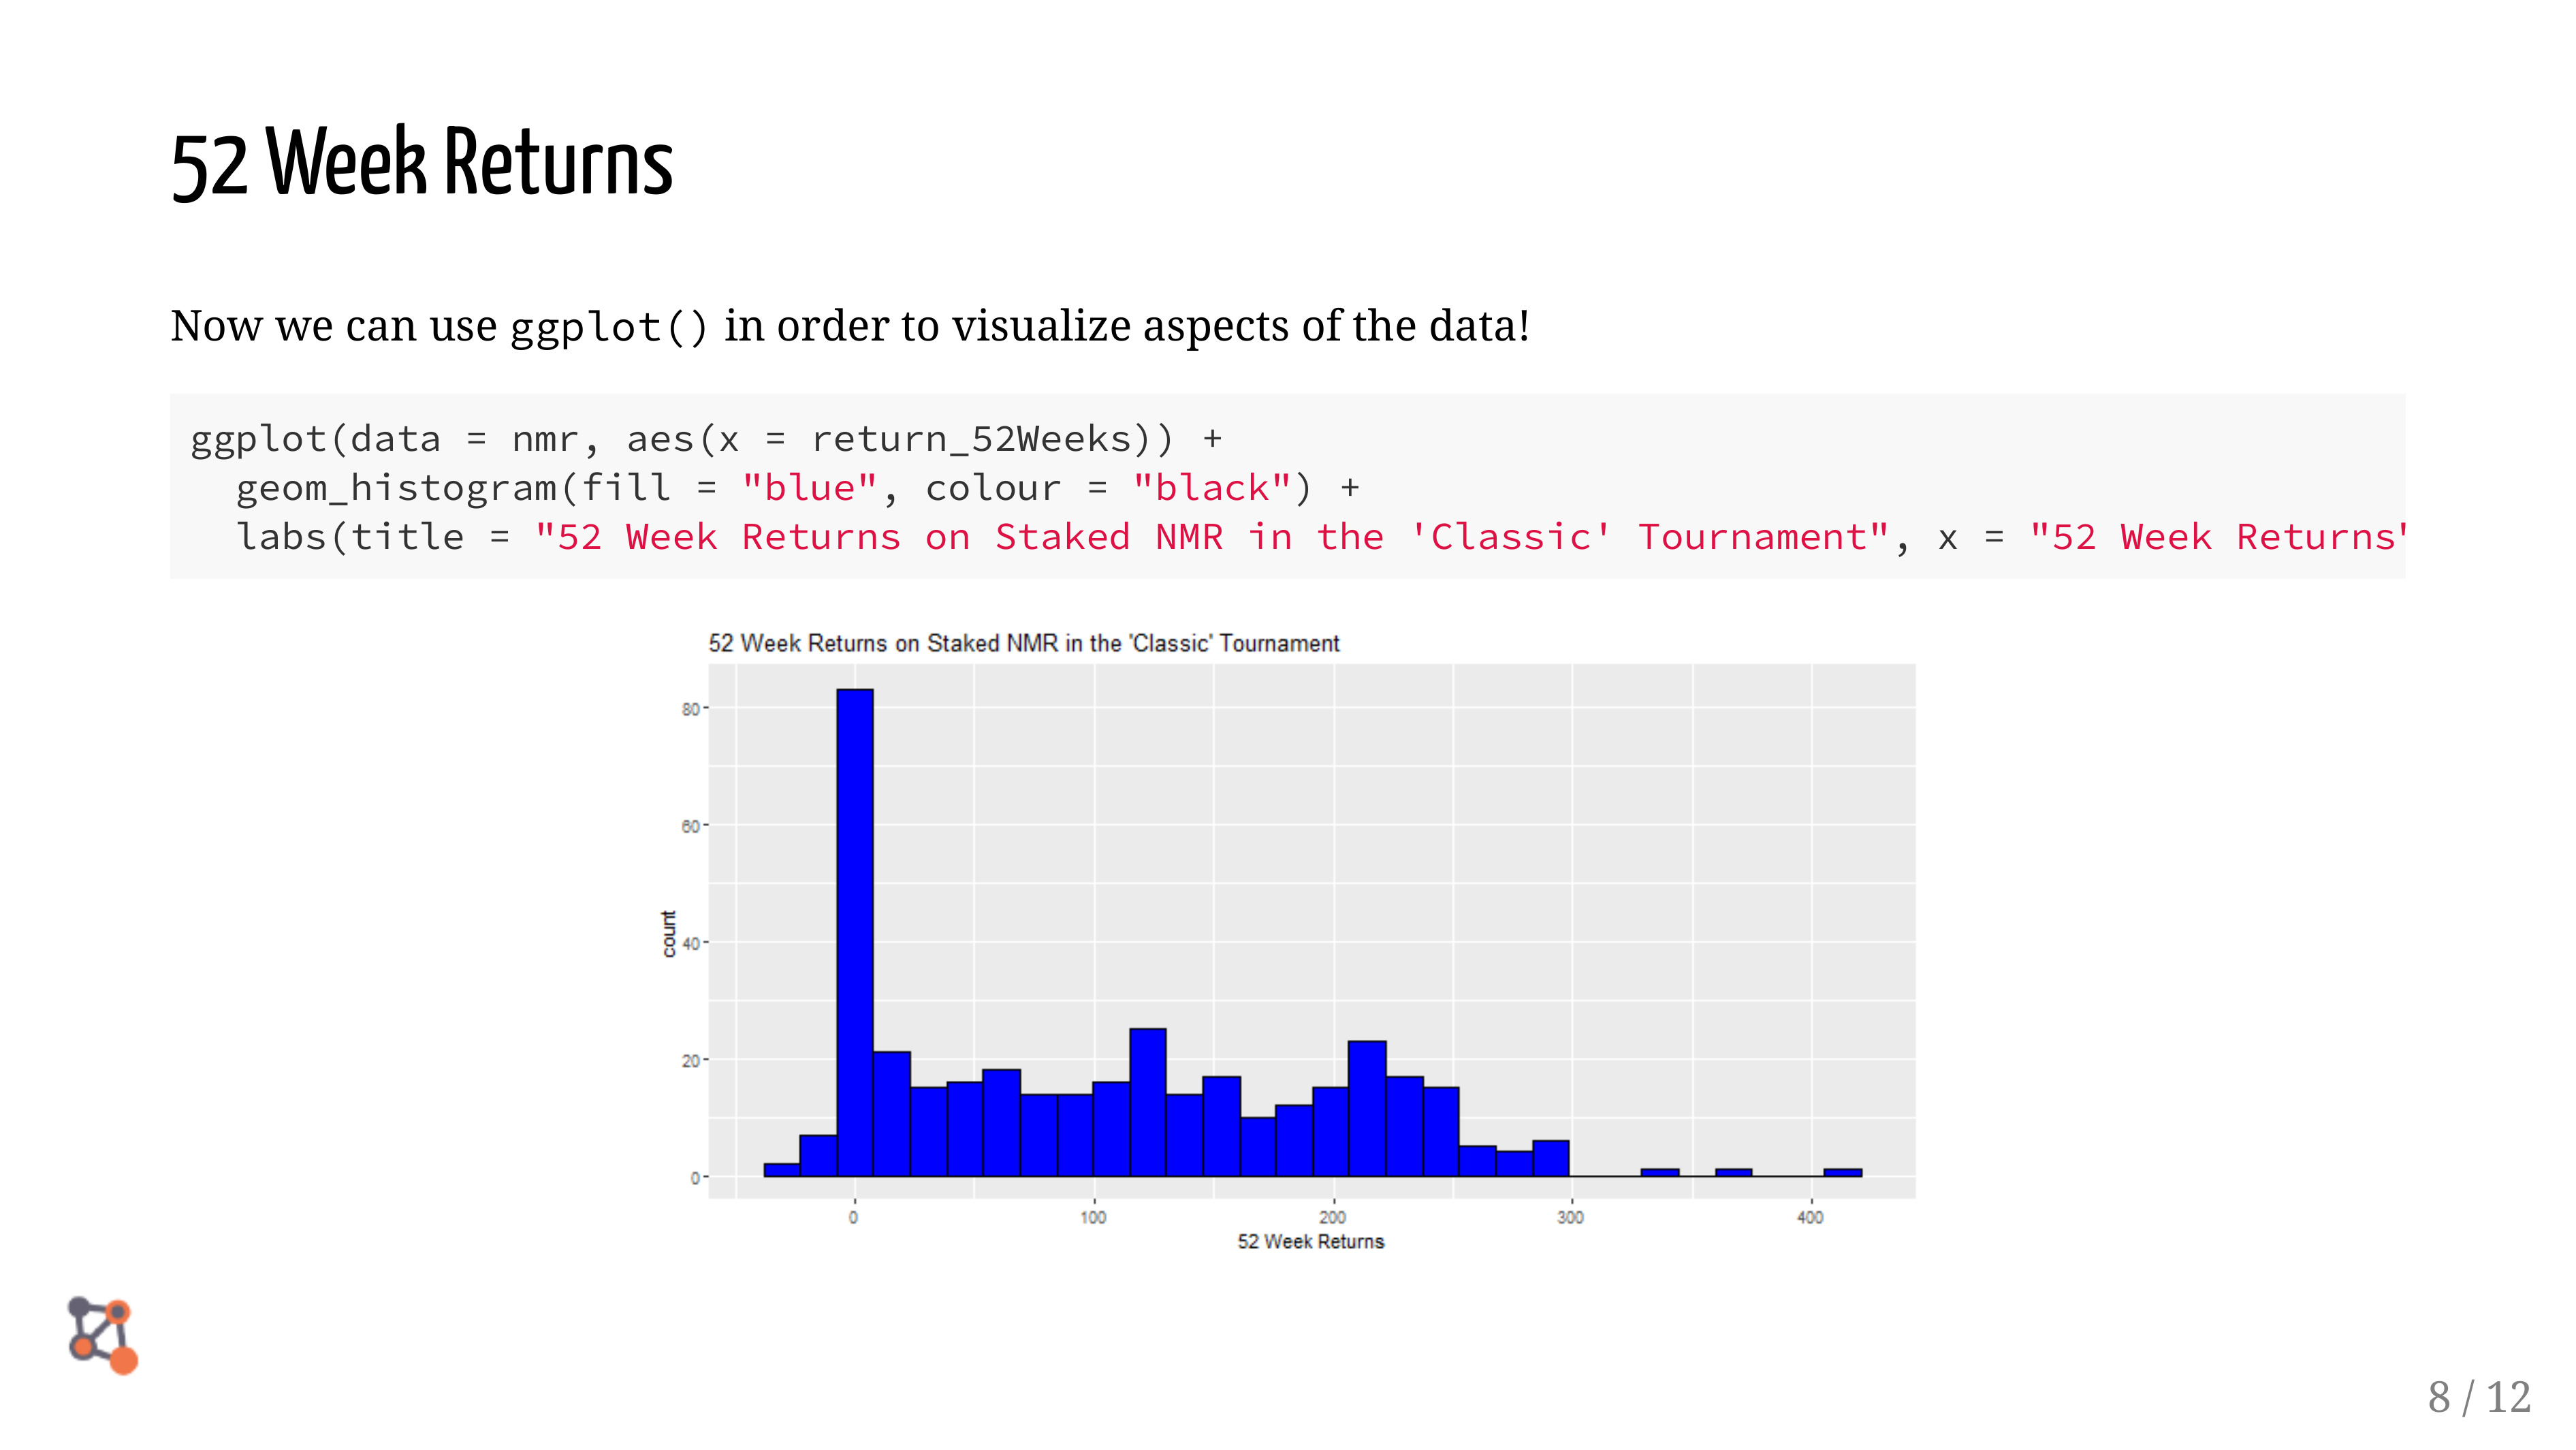 52 Week Returns
Now we can use ggplot() in order to visualize aspects of the data!
ggplot(data = nmr, aes(x = return_52Weeks)) +
  geom_histogram(fill = "blue", colour = "black") +
  labs(title = "52 Week Returns on Staked NMR in the 'Classic' Tournament", x = "52 Week Returns"
52 Week Returns on Staked NMR in the 'Classic' Tournament
80
60
40
20
0
count
0 100 200 300 400
52 Week Returns
8 / 12